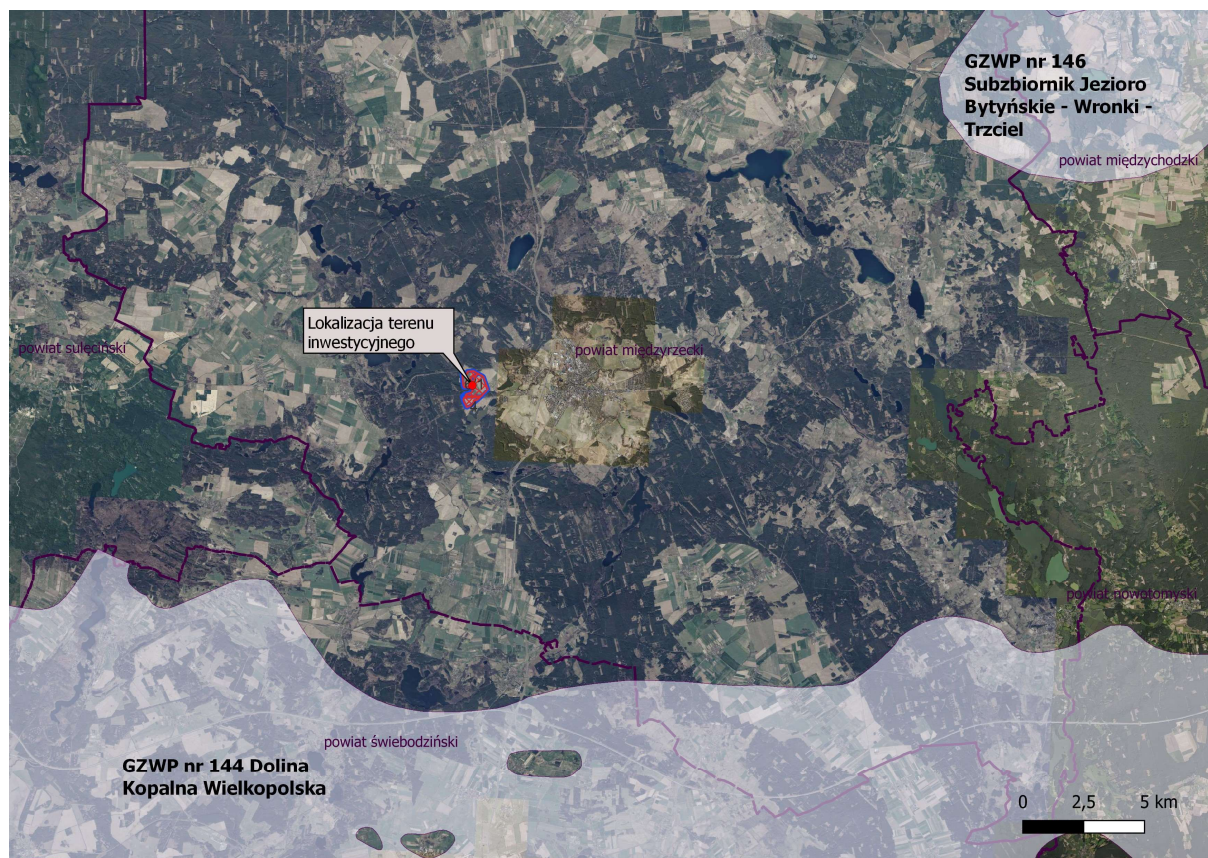 GZWP nr 146
Subzbiornik Jezioro
Bytyńskie - Wronki -
Trzciel
powiat międzychodzki
Lokalizacja terenu
inwestycyjnego
powiat sulęciński
powiat międzyrzecki
powiat nowotomyski
powiat świebodziński
GZWP nr 144 Dolina
Kopalna Wielkopolska
0 2,5 5 km